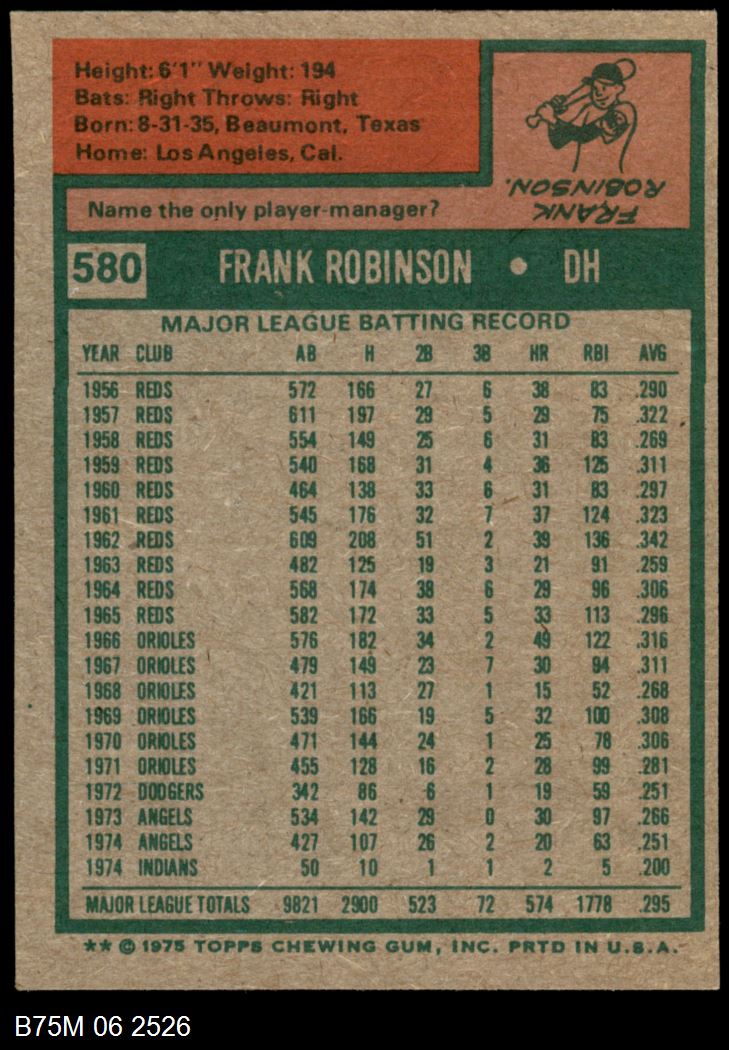 Height: 6'1" Weight: 194
Bats: Right Throws: Right
Born: 8-31-35, Beaumont, Texas
Home: Los Angeles, Cal.
Name the only player-manager?
FRANK
ROBINSON.
580 FRANK ROBINSON • DH
MAJOR LEAGUE BATTING RECORD
YEAR CLUB AB H 2B 3B HR RBI AVG
1956 REDS 572 166 27 6 38 83 .290
1957 REDS 611 197 29 5 29 75 .322
1958 REDS 554 149 25 6 31 83 .269
1959 REDS 540 168 31 4 36 125 .311
1960 REDS 464 138 33 6 31 83 .297
1961 REDS 545 176 32 7 37 124 .323
1962 REDS 609 208 51 2 39 136 .342
1963 REDS 482 125 19 3 21 91 .259
1964 REDS 568 174 38 6 29 96 .306
1965 REDS 582 172 33 5 33 113 .296
1966 ORIOLES 576 182 34 2 49 122 .316
1967 ORIOLES 479 149 23 7 30 94 .311
1968 ORIOLES 421 113 27 1 15 52 .268
1969 ORIOLES 539 166 19 5 32 100 .308
1970 ORIOLES 471 144 24 1 25 78 .306
1971 ORIOLES 455 128 16 2 28 99 .281
1972 DODGERS 342 86 6 1 19 59 .251
1973 ANGELS 534 142 29 0 30 97 .266
1974 ANGELS 427 107 26 2 20 63 .251
1974 INDIANS 50 10 1 1 2 5 .200
MAJOR LEAGUE TOTALS 9821 2900 523 72 574 1778 .295
** © 1975 TOPPS CHEWING GUM, INC. PRTD IN U.S.A.
B75M 06 2526